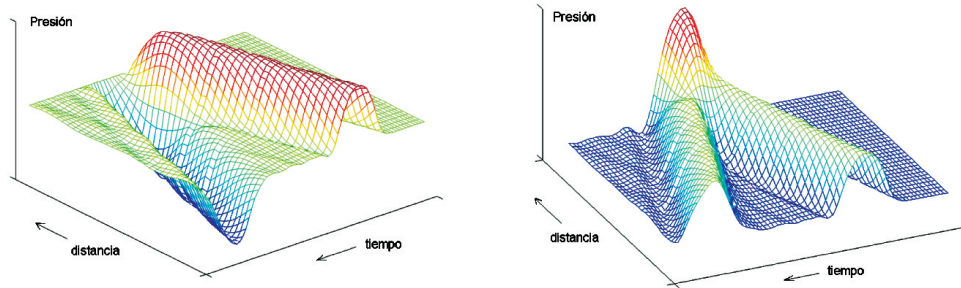 Presión
distancia
tiempo
Presión
distancia
tiempo